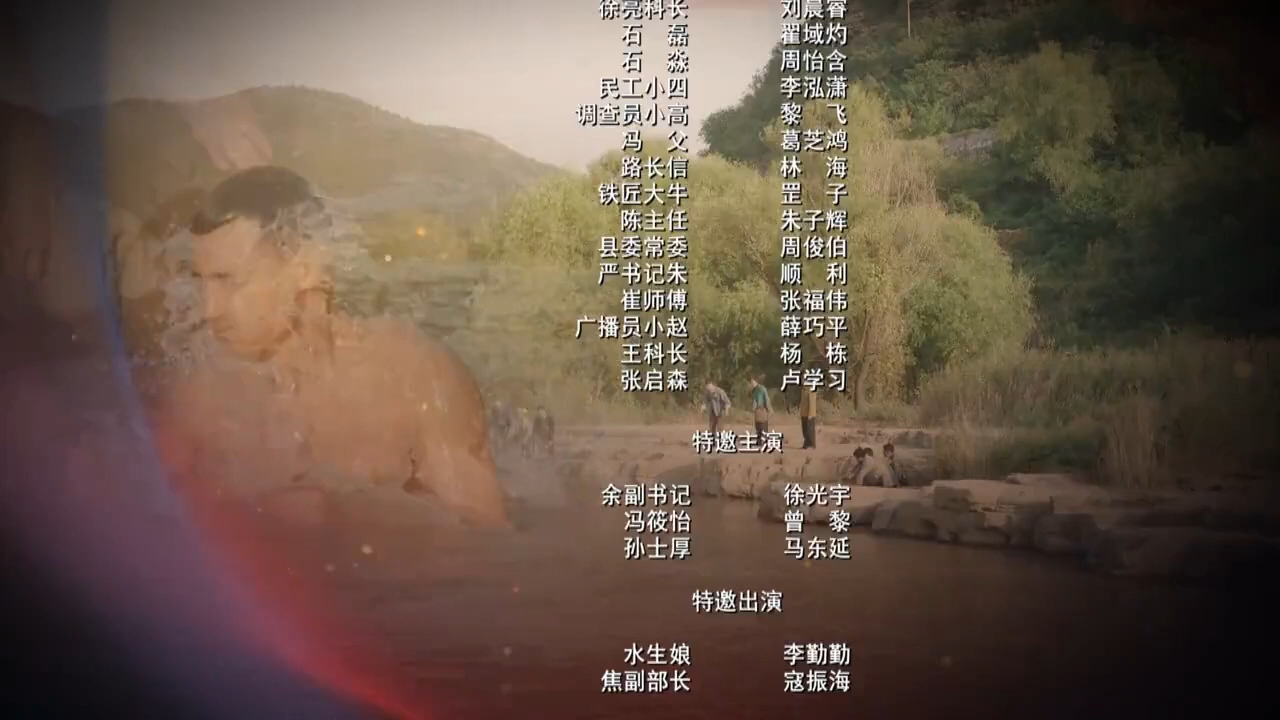 徐亮科长 刘晨睿
石 磊 翟域灼
石 淼 周怡含
民工小四 李泓潇
调查员小高 黎 飞
冯 父 葛芝鸿
路长信 林 海
铁匠大牛 罡 子
陈主任 朱子辉
县委常委 周俊伯
严书记朱 顺 利
崔师傅 张福伟
广播员小赵 薛巧平
王科长 杨 栋
张启森 卢学习
特邀主演
余副书记 徐光宇
冯筱怡 曾 黎
孙士厚 马东延
特邀出演
水生娘 李勤勤
焦副部长 寇振海